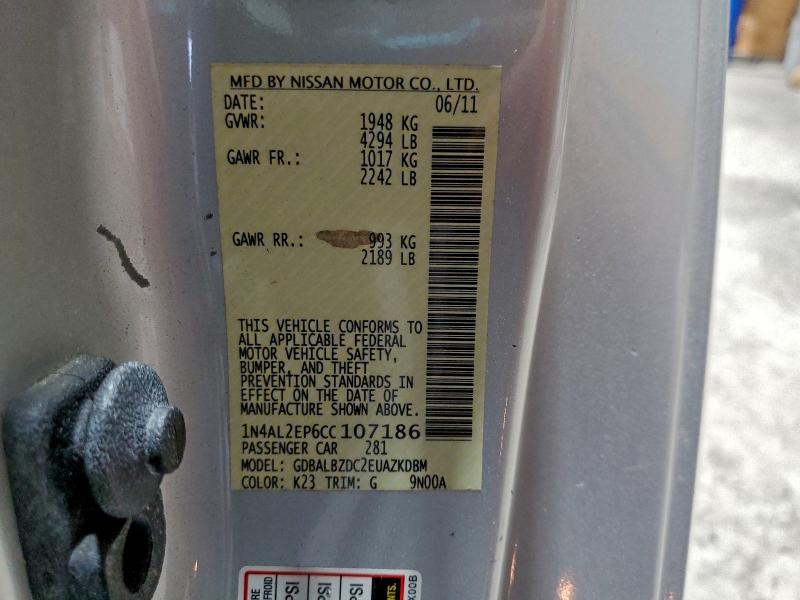 MFD BY NISSAN MOTOR CO., LTD.
DATE: 06/11
GVWR: 1948 KG
4294 LB
GAWR FR.: 1017 KG
2242 LB
GAWR RR.: 993 KG
2189 LB
THIS VEHICLE CONFORMS TO
ALL APPLICABLE FEDERAL
MOTOR VEHICLE SAFETY,
BUMPER, AND THEFT
PREVENTION STANDARDS IN
EFFECT ON THE DATE OF
MANUFACTURE SHOWN ABOVE.
1N4AL2EP6CC107186
PASSENGER CAR 281
MODEL: GDBALBZDC2EUAZKDBM
COLOR: K23 TRIM: G 9N00A
PSI
PSI